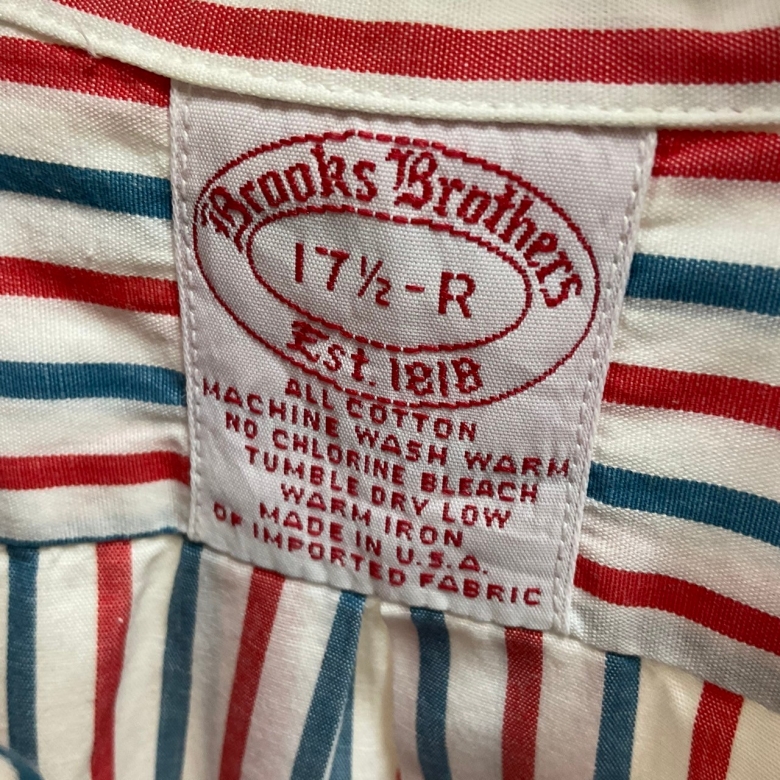 Brooks Brothers
17½-R
Est. 1818
ALL COTTON
MACHINE WASH WARM
NO CHLORINE BLEACH
TUMBLE DRY LOW
WARM IRON
MADE IN U.S.A.
OF IMPORTED FABRIC